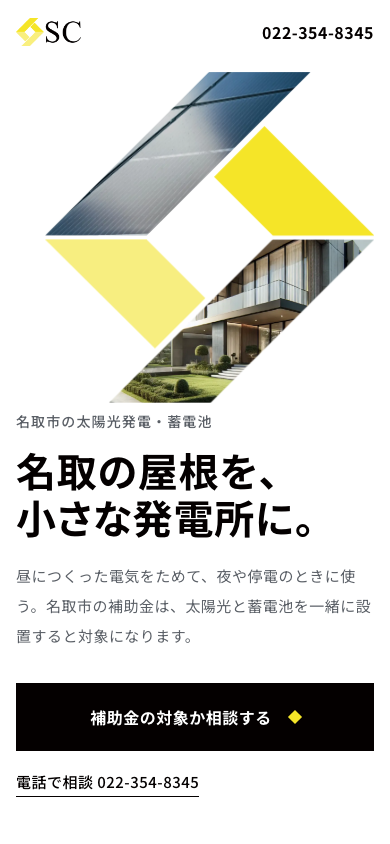 SC
022-354-8345
名取市の太陽光発電・蓄電池
名取の屋根を、
小さな発電所に。
昼につくった電気をためて、夜や停電のときに使
う。名取市の補助金は、太陽光と蓄電池を一緒に設
置すると対象になります。
補助金の対象か相談する
電話で相談 022-354-8345